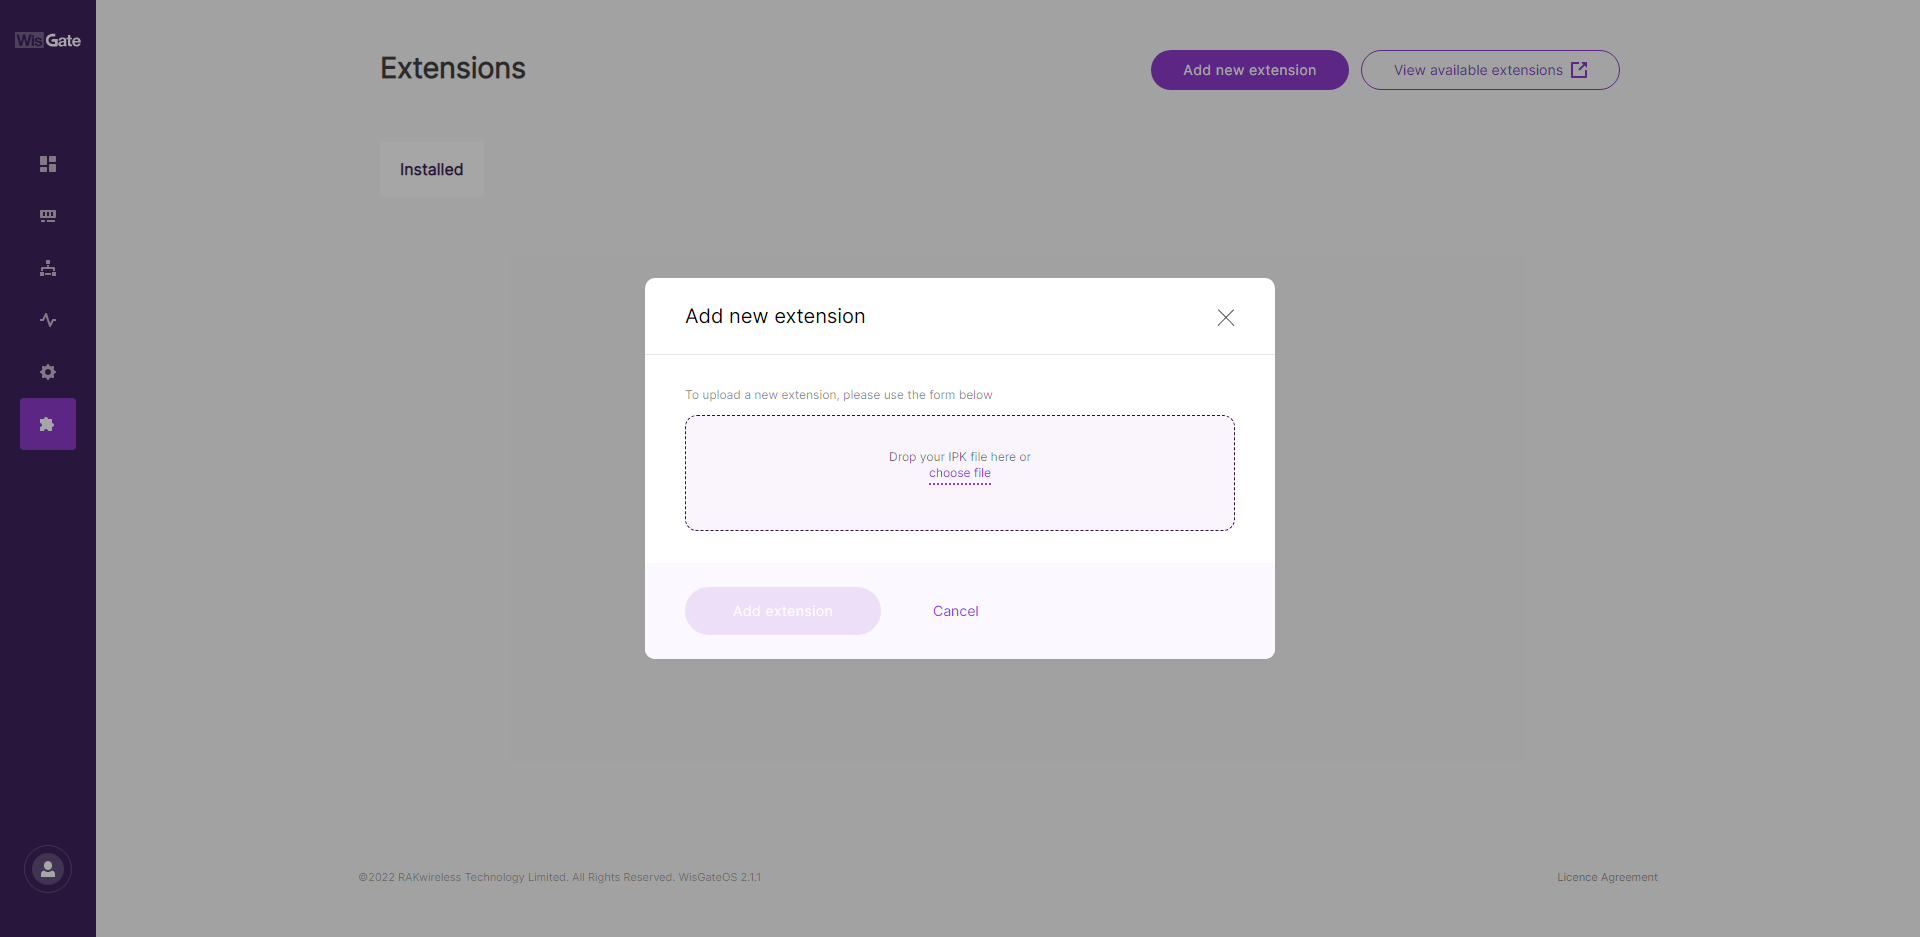 WisGate
Extensions
Add new extension
View available extensions
Installed
Add new extension
To upload a new extension, please use the form below
Drop your IPK file here or
choose file
Add extension
Cancel
©2022 RAKwireless Technology Limited. All Rights Reserved. WisGateOS 2.1.1
Licence Agreement